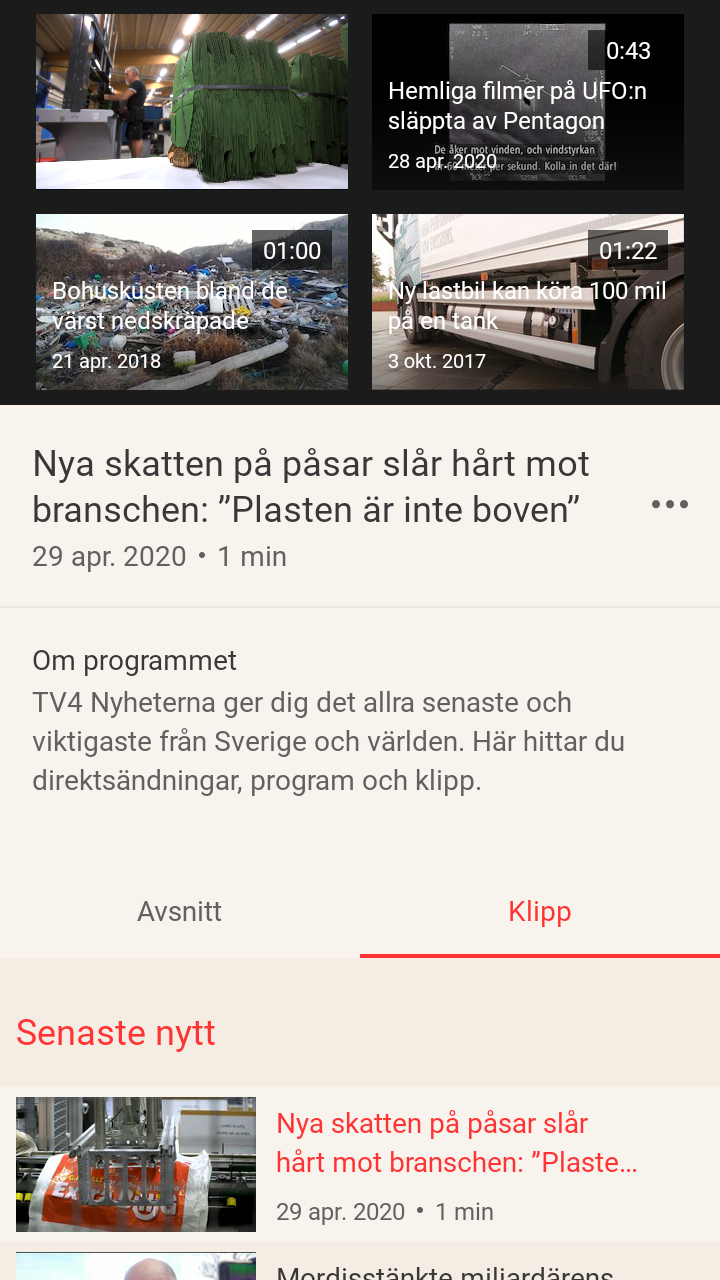 0:43
Hemliga filmer på UFO:n
släppta av Pentagon
De åker mot vinden, och vindstyrkan
är 60 meter per sekund. Kolla in det där!
28 apr. 2020
01:00
Bohuskusten bland de
värst nedskräpade
21 apr. 2018
01:22
Ny lastbil kan köra 100 mil
på en tank
3 okt. 2017
Nya skatten på påsar slår hårt mot
branschen: ”Plasten är inte boven”
29 apr. 2020 • 1 min
Om programmet
TV4 Nyheterna ger dig det allra senaste och
viktigaste från Sverige och världen. Här hittar du
direktsändningar, program och klipp.
Avsnitt
Klipp
Senaste nytt
Nya skatten på påsar slår
hårt mot branschen: ”Plaste...
29 apr. 2020 • 1 min
Mordisstänkte miljardärens